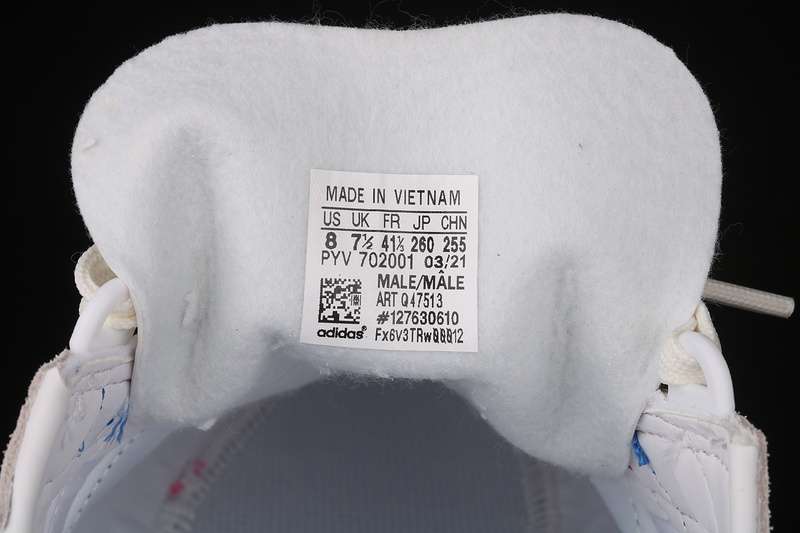 MADE IN VIETNAM
US UK FR JP CHN
8 7½ 41⅓ 260 255
PYV 702001 03/21
MALE/MÂLE
ART Q47513
#127630610
adidas®